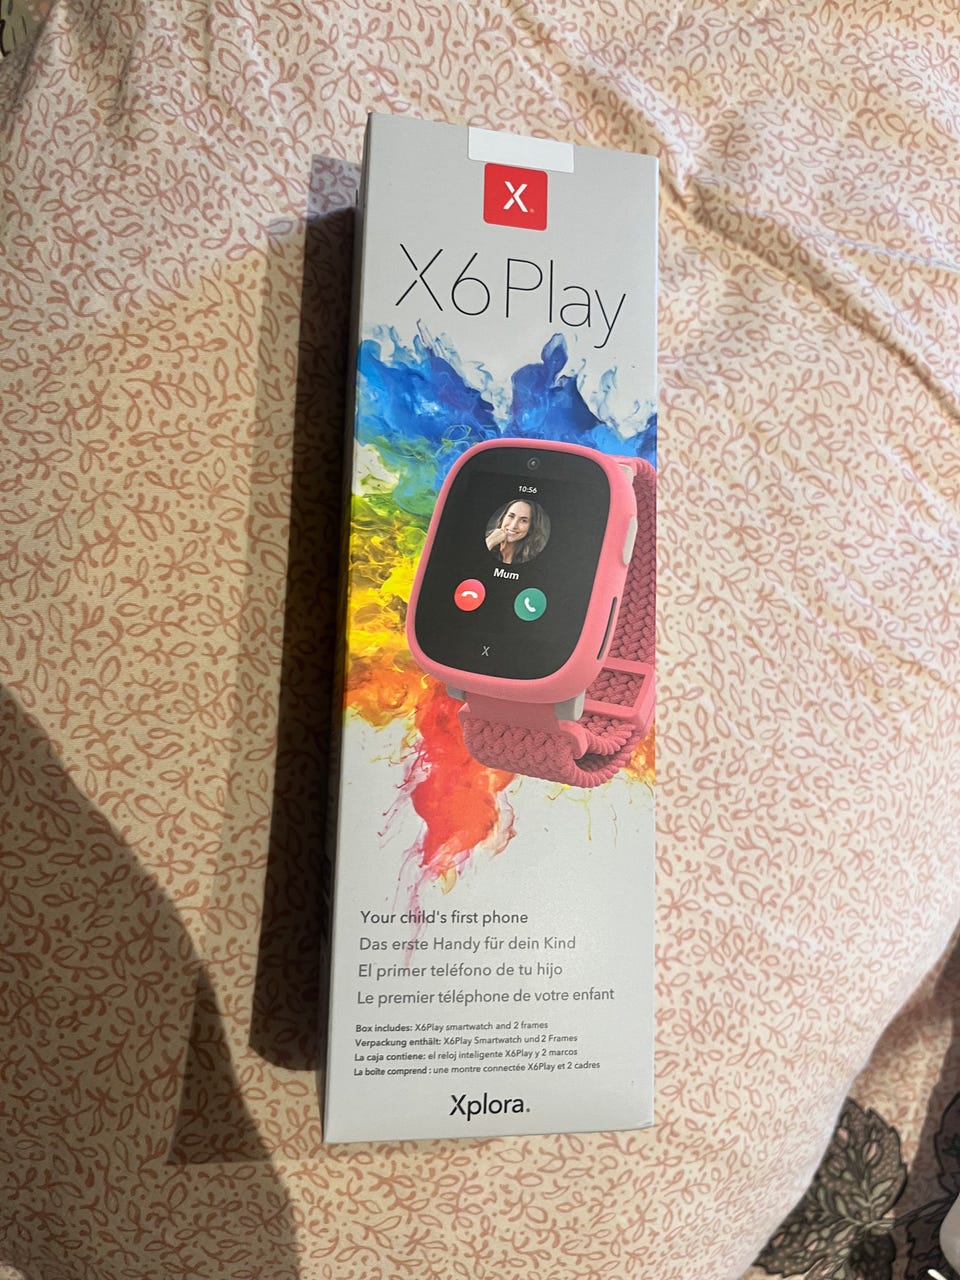 X
X6Play
10:56
Mum
X
Your child's first phone
Das erste Handy für dein Kind
El primer teléfono de tu hijo
Le premier téléphone de votre enfant
Box includes: X6Play smartwatch and 2 frames
Verpackung enthält: X6Play Smartwatch und 2 Frames
La caja contiene: el reloj inteligente X6Play y 2 marcos
La boîte comprend : une montre connectée X6Play et 2 cadres
Xplora.